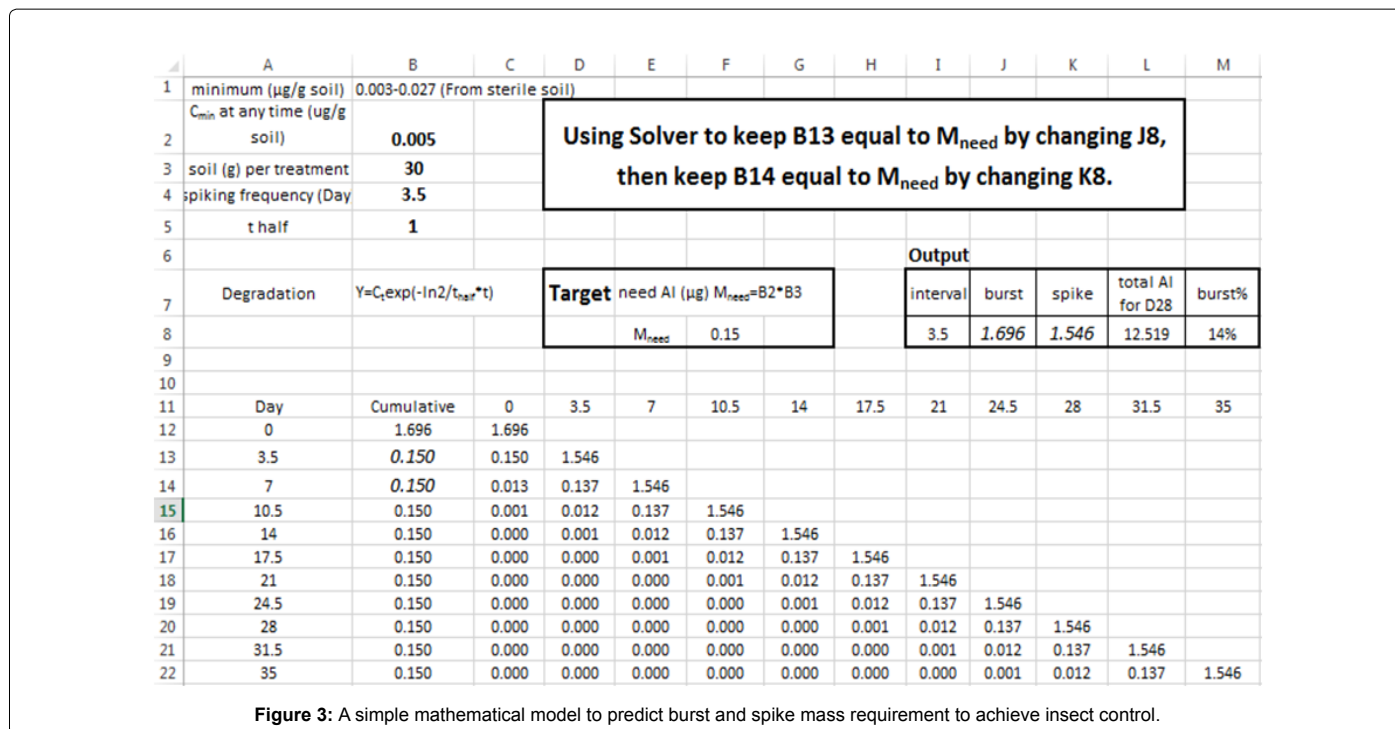 A B C D E F G H I J K L M
1 minimum (µg/g soil) 0.003-0.027 (From sterile soil)
Cmin at any time (ug/g
2 soil) 0.005
Using Solver to keep B13 equal to Mneed by changing J8,
then keep B14 equal to Mneed by changing K8.
3 soil (g) per treatment 30
4 spiking frequency (Day 3.5
5 t half 1
6 Output
7 Degradation Y=Ctexp(-ln2/thalf*t) Target need AI (µg) Mneed=B2*B3 interval burst spike total AI for D28 burst%
8 Mneed 0.15 3.5 1.696 1.546 12.519 14%
9
10
11 Day Cumulative 0 3.5 7 10.5 14 17.5 21 24.5 28 31.5 35
12 0 1.696 1.696
13 3.5 0.150 0.150 1.546
14 7 0.150 0.013 0.137 1.546
15 10.5 0.150 0.001 0.012 0.137 1.546
16 14 0.150 0.000 0.001 0.012 0.137 1.546
17 17.5 0.150 0.000 0.000 0.001 0.012 0.137 1.546
18 21 0.150 0.000 0.000 0.000 0.001 0.012 0.137 1.546
19 24.5 0.150 0.000 0.000 0.000 0.000 0.001 0.012 0.137 1.546
20 28 0.150 0.000 0.000 0.000 0.000 0.000 0.001 0.012 0.137 1.546
21 31.5 0.150 0.000 0.000 0.000 0.000 0.000 0.000 0.001 0.012 0.137 1.546
22 35 0.150 0.000 0.000 0.000 0.000 0.000 0.000 0.000 0.001 0.012 0.137 1.546
Figure 3: A simple mathematical model to predict burst and spike mass requirement to achieve insect control.